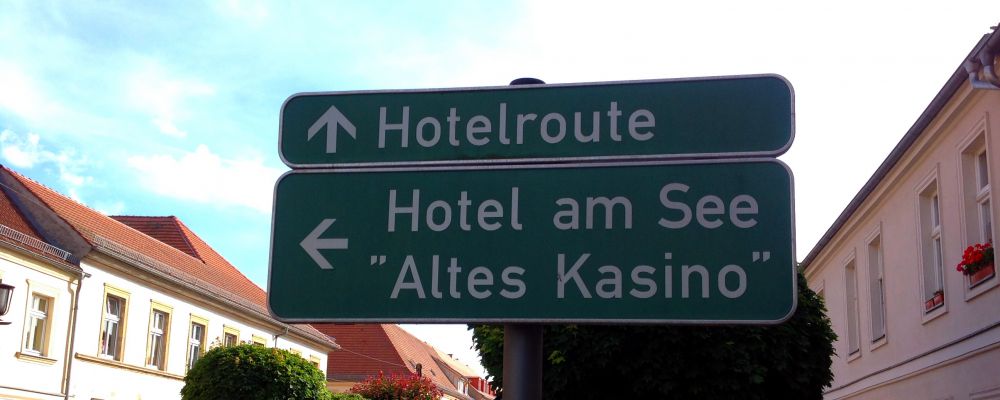 Hotelroute
Hotel am See
"Altes Kasino"